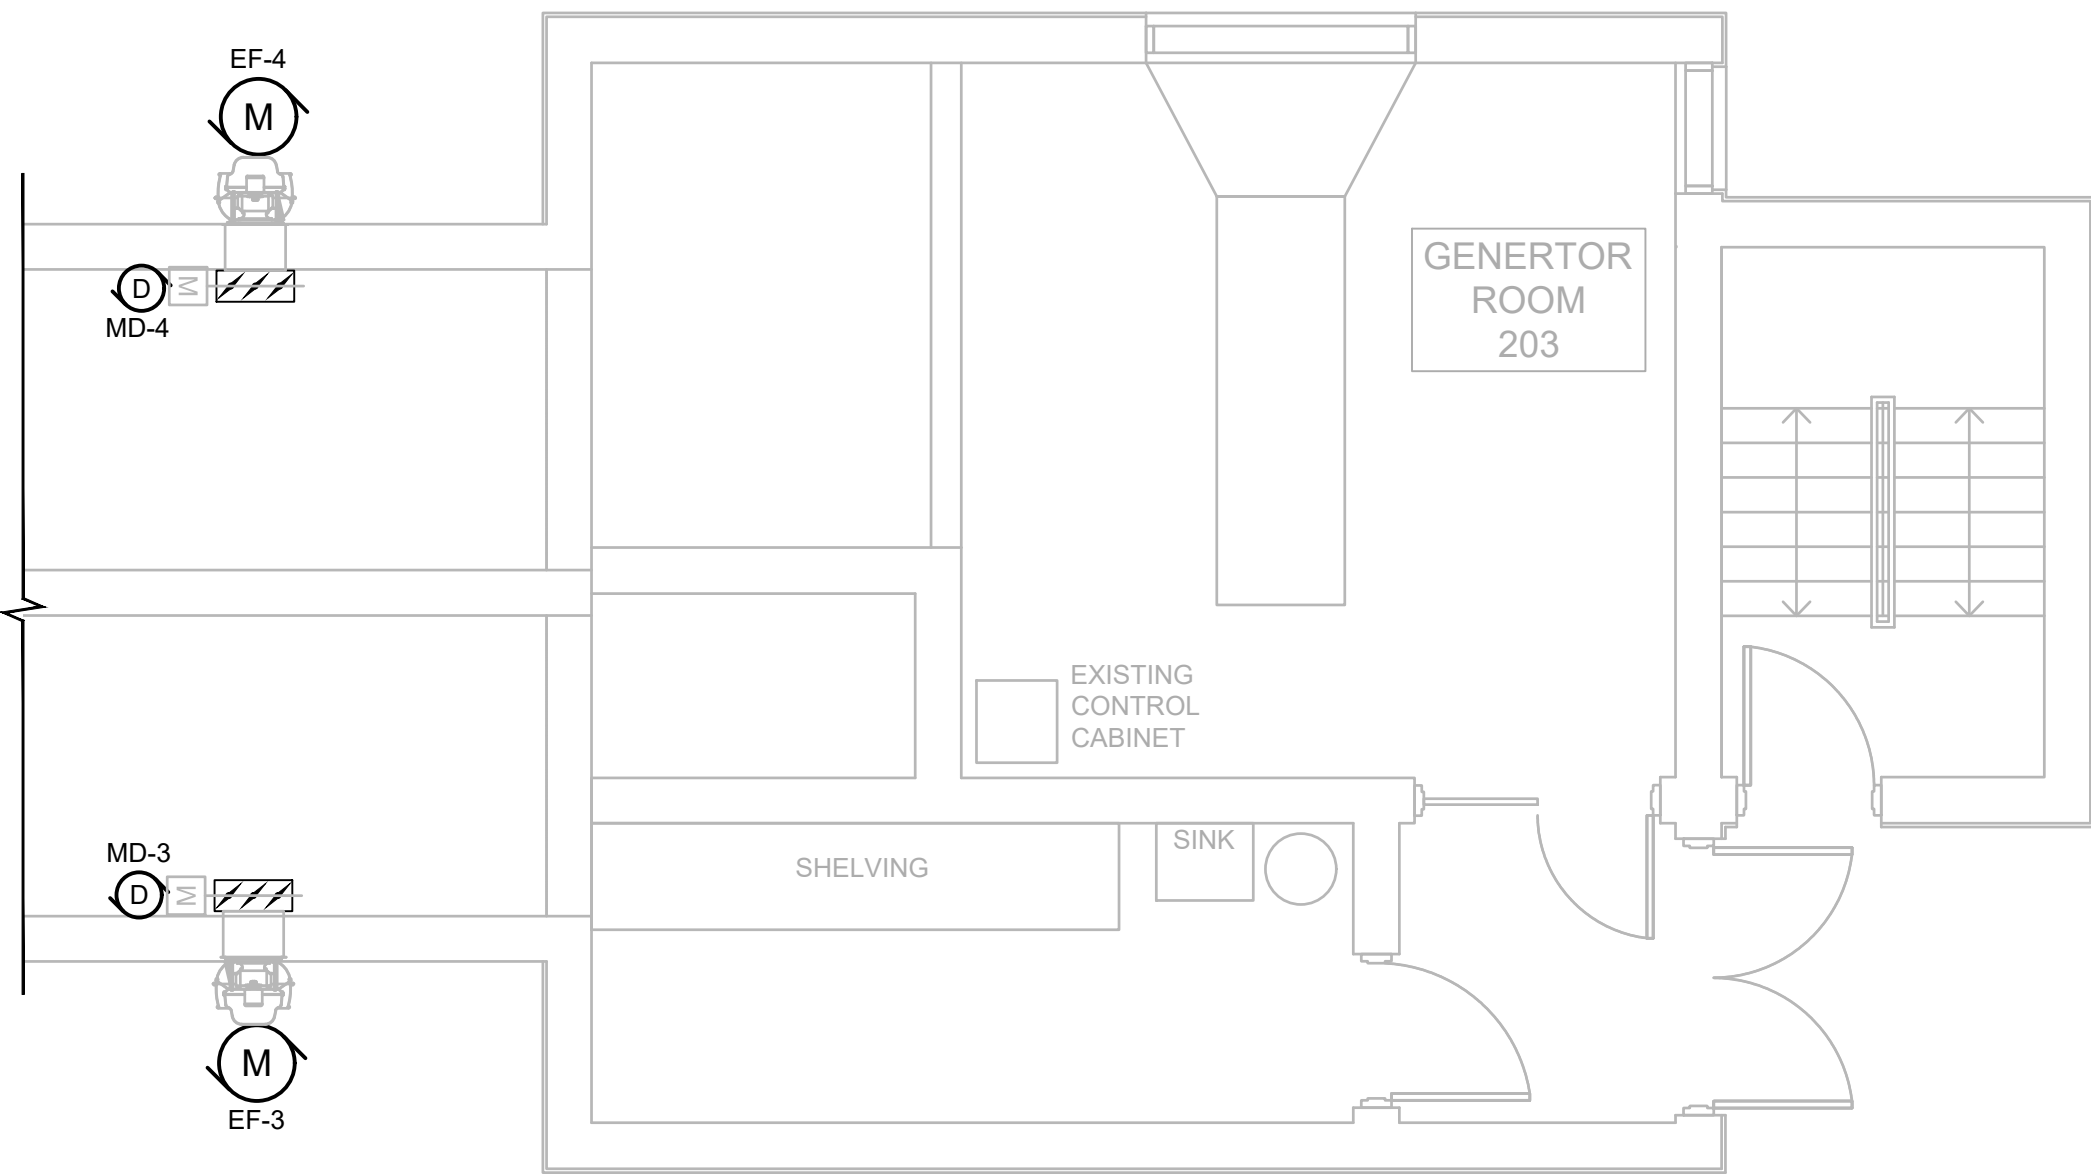 EF-4
M
D
M
MD-4
GENERTOR
ROOM
203
EXISTING
CONTROL
CABINET
SHELVING
SINK
MD-3
D
M
M
EF-3